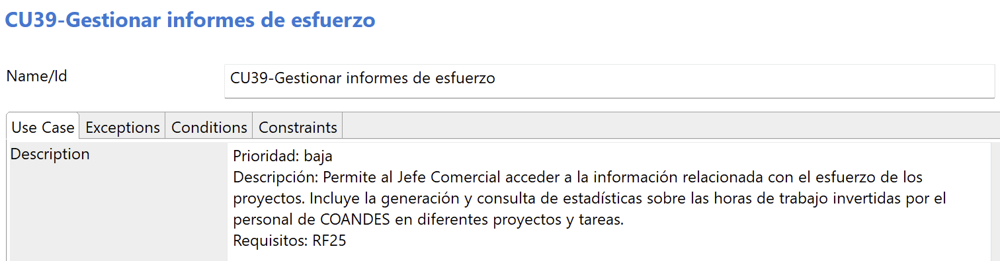 CU39-Gestionar informes de esfuerzo
Name/Id
CU39-Gestionar informes de esfuerzo
Use Case Exceptions Conditions Constraints
Description
Prioridad: baja
Descripción: Permite al Jefe Comercial acceder a la información relacionada con el esfuerzo de los
proyectos. Incluye la generación y consulta de estadísticas sobre las horas de trabajo invertidas por el
personal de COANDES en diferentes proyectos y tareas.
Requisitos: RF25